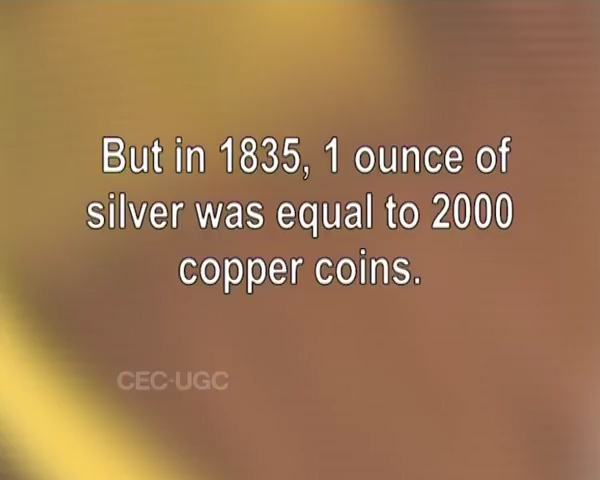 But in 1835, 1 ounce of
silver was equal to 2000
copper coins.
CEC-UGC